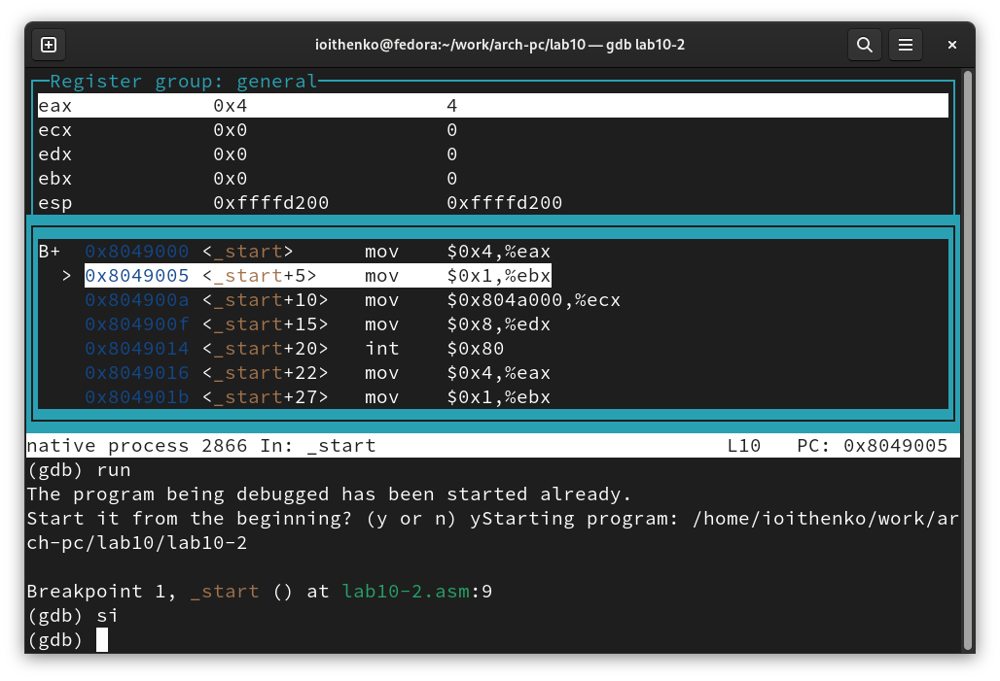 ioithenko@fedora:~/work/arch-pc/lab10 — gdb lab10-2
Register group: general
eax 0x4 4
ecx 0x0 0
edx 0x0 0
ebx 0x0 0
esp 0xffffd200 0xffffd200
B+ 0x8049000 <_start> mov $0x4,%eax
> 0x8049005 <_start+5> mov $0x1,%ebx
0x804900a <_start+10> mov $0x804a000,%ecx
0x804900f <_start+15> mov $0x8,%edx
0x8049014 <_start+20> int $0x80
0x8049016 <_start+22> mov $0x4,%eax
0x804901b <_start+27> mov $0x1,%ebx
native process 2866 In: _start L10 PC: 0x8049005
(gdb) run
The program being debugged has been started already.
Start it from the beginning? (y or n) yStarting program: /home/ioithenko/work/ar
ch-pc/lab10/lab10-2
Breakpoint 1, _start () at lab10-2.asm:9
(gdb) si
(gdb)